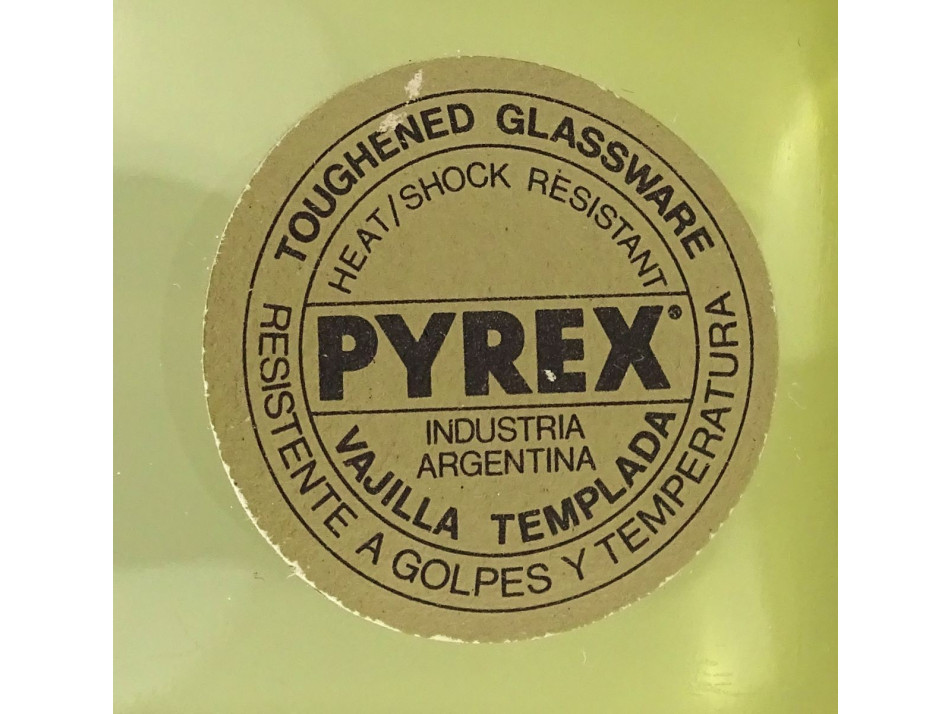 TOUGHENED GLASSWARE
HEAT/SHOCK RESISTANT
PYREX®
INDUSTRIA
ARGENTINA
VAJILLA TEMPLADA
RESISTENTE A GOLPES Y TEMPERATURA